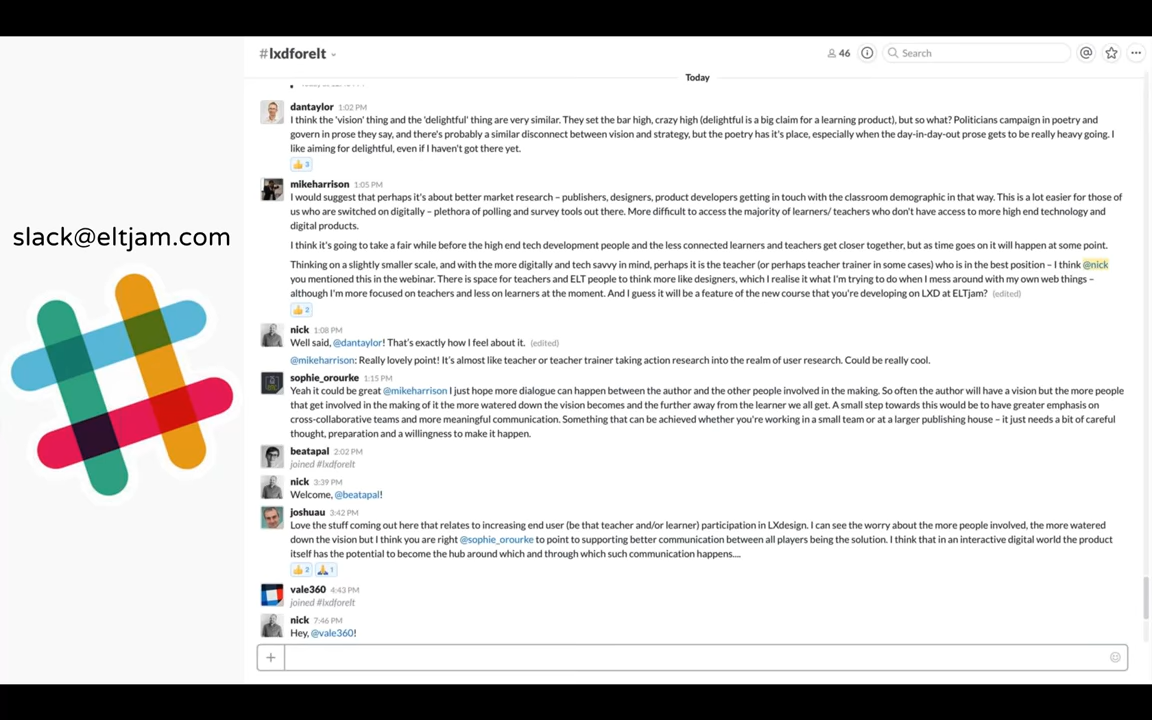 #lxdforelt
46
Search
Today
dantaylor 1:02 PM
I think the 'vision' thing and the 'delightful' thing are very similar. They set the bar high, crazy high (delightful is a big claim for a learning product), but so what? Politicians campaign in poetry and
govern in prose they say, and there's probably a similar disconnect between vision and strategy, but the poetry has it's place, especially when the day-in-day-out prose gets to be really heavy going. I
like aiming for delightful, even if I haven't got there yet.
3
mikeharrison 1:05 PM
I would suggest that perhaps it's about better market research – publishers, designers, product developers getting in touch with the classroom demographic in that way. This is a lot easier for those of
us who are switched on digitally – plethora of polling and survey tools out there. More difficult to access the majority of learners/ teachers who don't have access to more high end technology and
digital products.
I think it's going to take a fair while before the high end tech development people and the less connected learners and teachers get closer together, but as time goes on it will happen at some point.
Thinking on a slightly smaller scale, and with the more digitally and tech savvy in mind, perhaps it is the teacher (or perhaps teacher trainer in some cases) who is in the best position – I think @nick
you mentioned this in the webinar. There is space for teachers and ELT people to think more like designers, which I realise it what I'm trying to do when I mess around with my own web things –
although I'm more focused on teachers and less on learners at the moment. And I guess it will be a feature of the new course that you're developing on LXD at ELTjam? (edited)
2
slack@eltjam.com
nick 1:08 PM
Well said, @dantaylor! That's exactly how I feel about it. (edited)
@mikeharrison: Really lovely point! It's almost like teacher or teacher trainer taking action research into the realm of user research. Could be really cool.
sophie_orourke 1:15 PM
Yeah it could be great @mikeharrison I just hope more dialogue can happen between the author and the other people involved in the making. So often the author will have a vision but the more people
that get involved in the making of it the more watered down the vision becomes and the further away from the learner we all get. A small step towards this would be to have greater emphasis on
cross-collaborative teams and more meaningful communication. Something that can be achieved whether you're working in a small team or at a larger publishing house – it just needs a bit of careful
thought, preparation and a willingness to make it happen.
beatapal 2:02 PM
joined #lxdforelt
nick 3:39 PM
Welcome, @beatapal!
joshuau 3:42 PM
Love the stuff coming out here that relates to increasing end user (be that teacher and/or learner) participation in LXdesign. I can see the worry about the more people involved, the more watered
down the vision but I think you are right @sophie_orourke to point to supporting better communication between all players being the solution. I think that in an interactive digital world the product
itself has the potential to become the hub around which and through which such communication happens....
2 1
vale360 4:43 PM
joined #lxdforelt
nick 7:46 PM
Hey, @vale360!